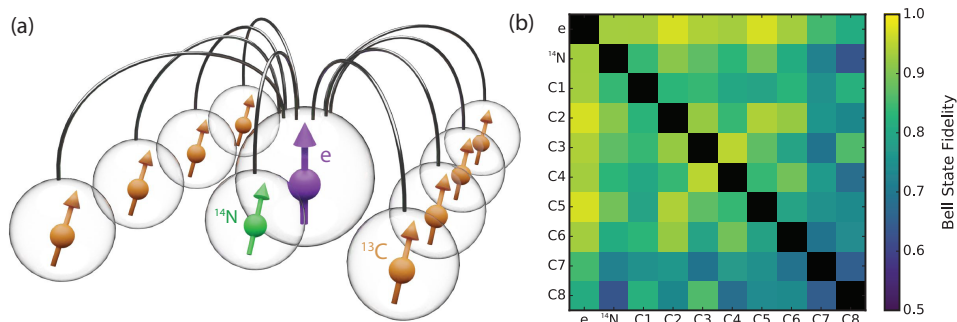 (a)
e
14N
13C
(b)
e
14N
C1
C2
C3
C4
C5
C6
C7
C8
e 14N C1 C2 C3 C4 C5 C6 C7 C8
1.0
0.9
0.8
0.7
0.6
0.5
Bell State Fidelity